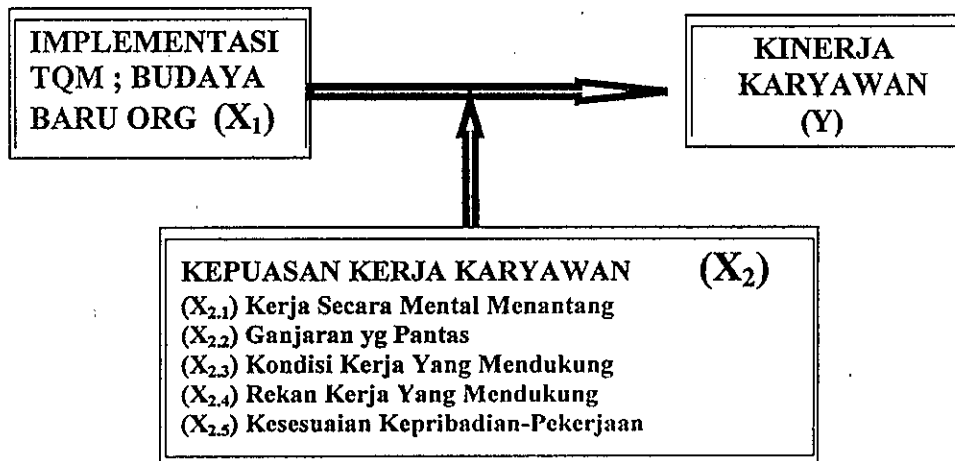 IMPLEMENTASI
TQM ; BUDAYA
BARU ORG (X₁)
KINERJA
KARYAWAN
(Y)
KEPUASAN KERJA KARYAWAN (X₂)
(X₂.₁) Kerja Secara Mental Menantang
(X₂.₂) Ganjaran yg Pantas
(X₂.₃) Kondisi Kerja Yang Mendukung
(X₂.₄) Rekan Kerja Yang Mendukung
(X₂.₅) Kesesuaian Kepribadian-Pekerjaan